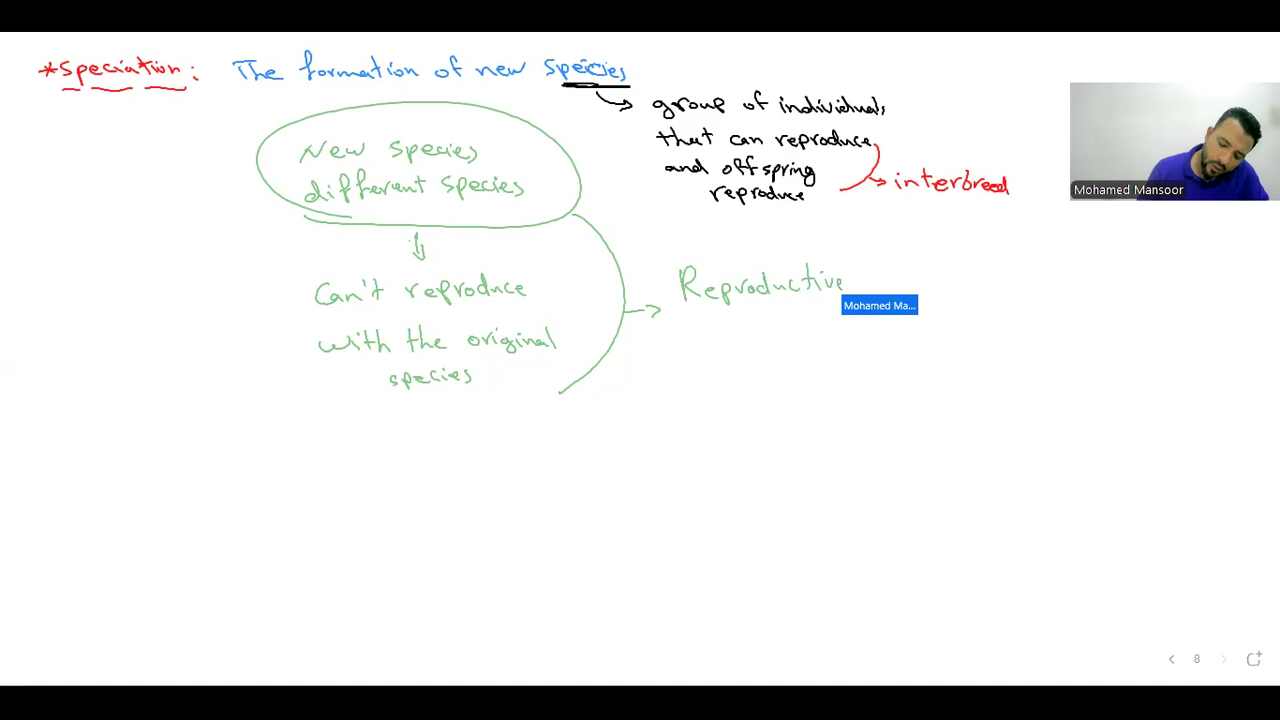 *Speciation: The formation of new species
group of individuals
that can reproduce
and offspring
reproduce
interbreed
New species
different species
Can't reproduce
with the original
species
Reproductive
Mohamed Ma...
Mohamed Mansoor
8